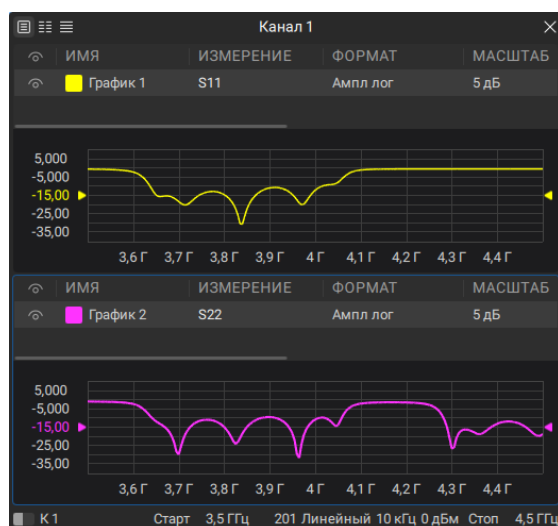 Канал 1
ИМЯ ИЗМЕРЕНИЕ ФОРМАТ МАСШТАБ
График 1 S11 Ампл лог 5 дБ
5,000
-5,000
-15,00
-25,00
-35,00
3,6 Г 3,7 Г 3,8 Г 3,9 Г 4 Г 4,1 Г 4,2 Г 4,3 Г 4,4 Г
ИМЯ ИЗМЕРЕНИЕ ФОРМАТ МАСШТАБ
График 2 S22 Ампл лог 5 дБ
5,000
-5,000
-15,00
-25,00
-35,00
3,6 Г 3,7 Г 3,8 Г 3,9 Г 4 Г 4,1 Г 4,2 Г 4,3 Г 4,4 Г
К 1 Старт 3,5 ГГц 201 Линейный 10 кГц 0 дБм Стоп 4,5 ГГц